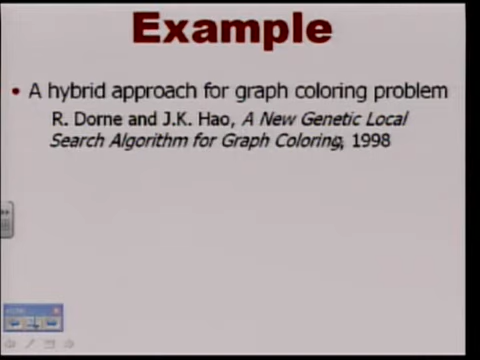 Example
• A hybrid approach for graph coloring problem
R. Dorne and J.K. Hao, A New Genetic Local
Search Algorithm for Graph Coloring, 1998